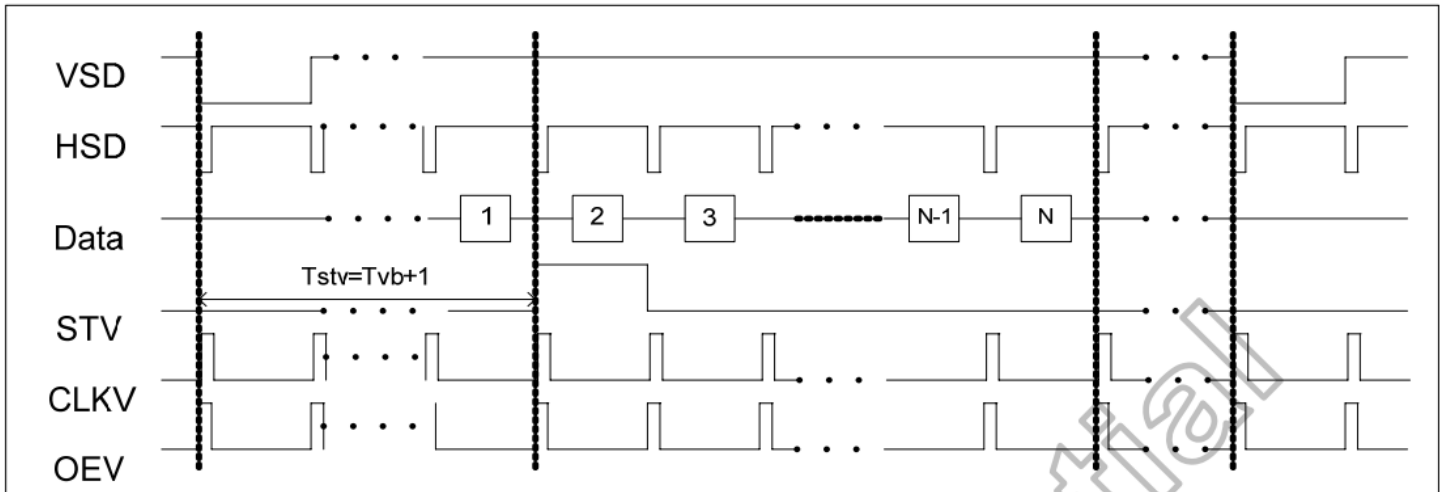 VSD
HSD
Data
1
2
3
N-1
N
Tstv=Tvb+1
STV
CLKV
OEV